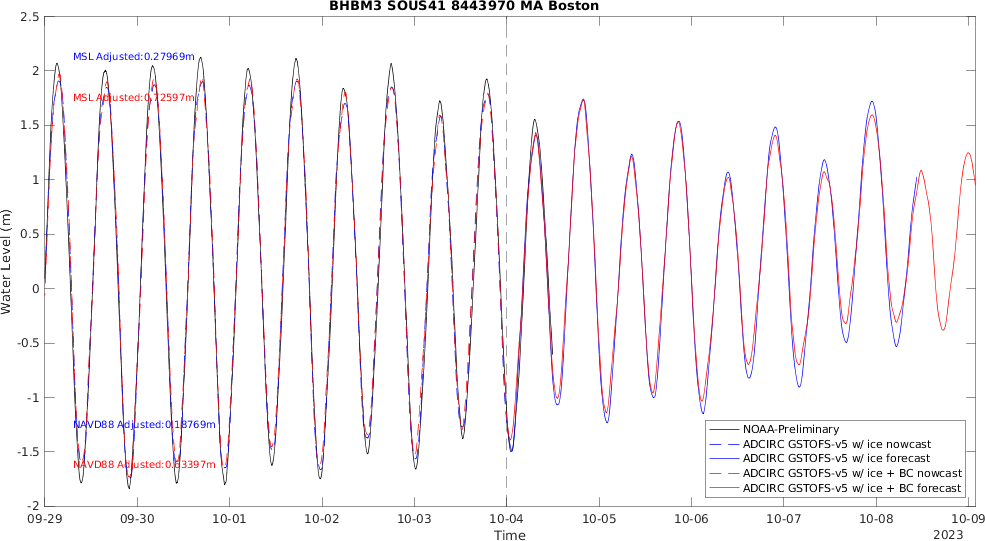 BHBM3 SOUS41 8443970 MA Boston
2.5
2
1.5
1
0.5
0
-0.5
-1
-1.5
-2
Water Level (m)
MSL Adjusted:0.27969m
MSL Adjusted:0.72597m
NAVD88 Adjusted:0.18769m
NAVD88 Adjusted:0.63397m
NOAA-Preliminary
ADCIRC GSTOFS-v5 w/ ice nowcast
ADCIRC GSTOFS-v5 w/ ice forecast
ADCIRC GSTOFS-v5 w/ ice + BC nowcast
ADCIRC GSTOFS-v5 w/ ice + BC forecast
09-29 09-30 10-01 10-02 10-03 10-04 10-05 10-06 10-07 10-08 10-09
Time
2023